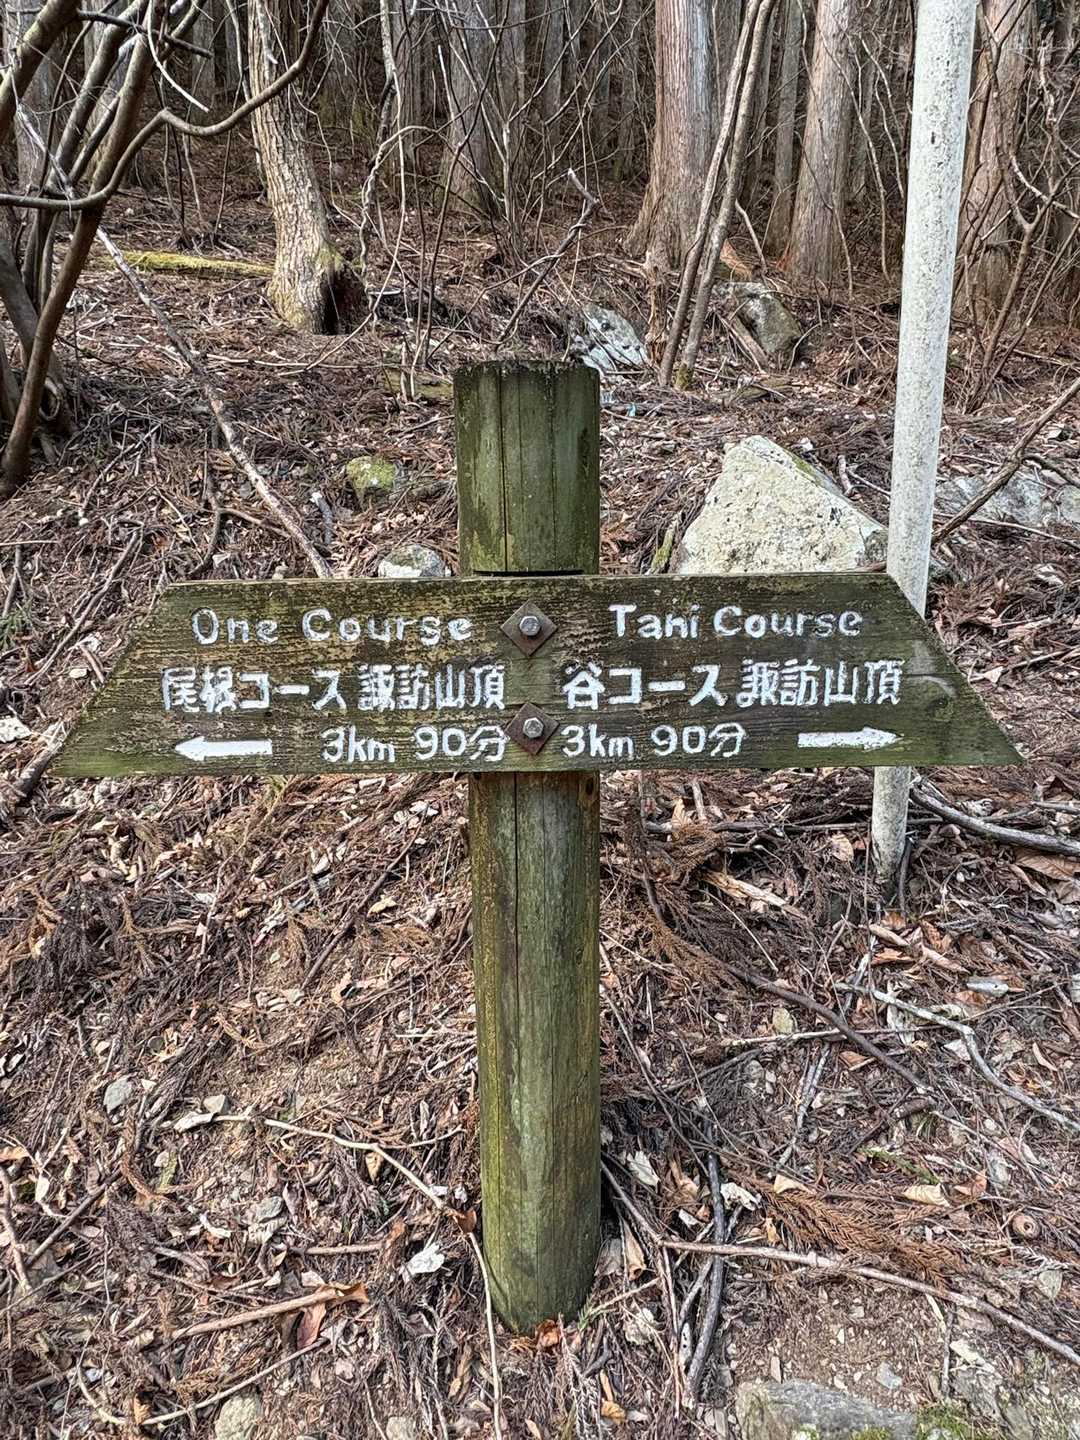 One Course
尾根コース 諏訪山頂
3km 90分
Tani Course
谷コース 諏訪山頂
3km 90分